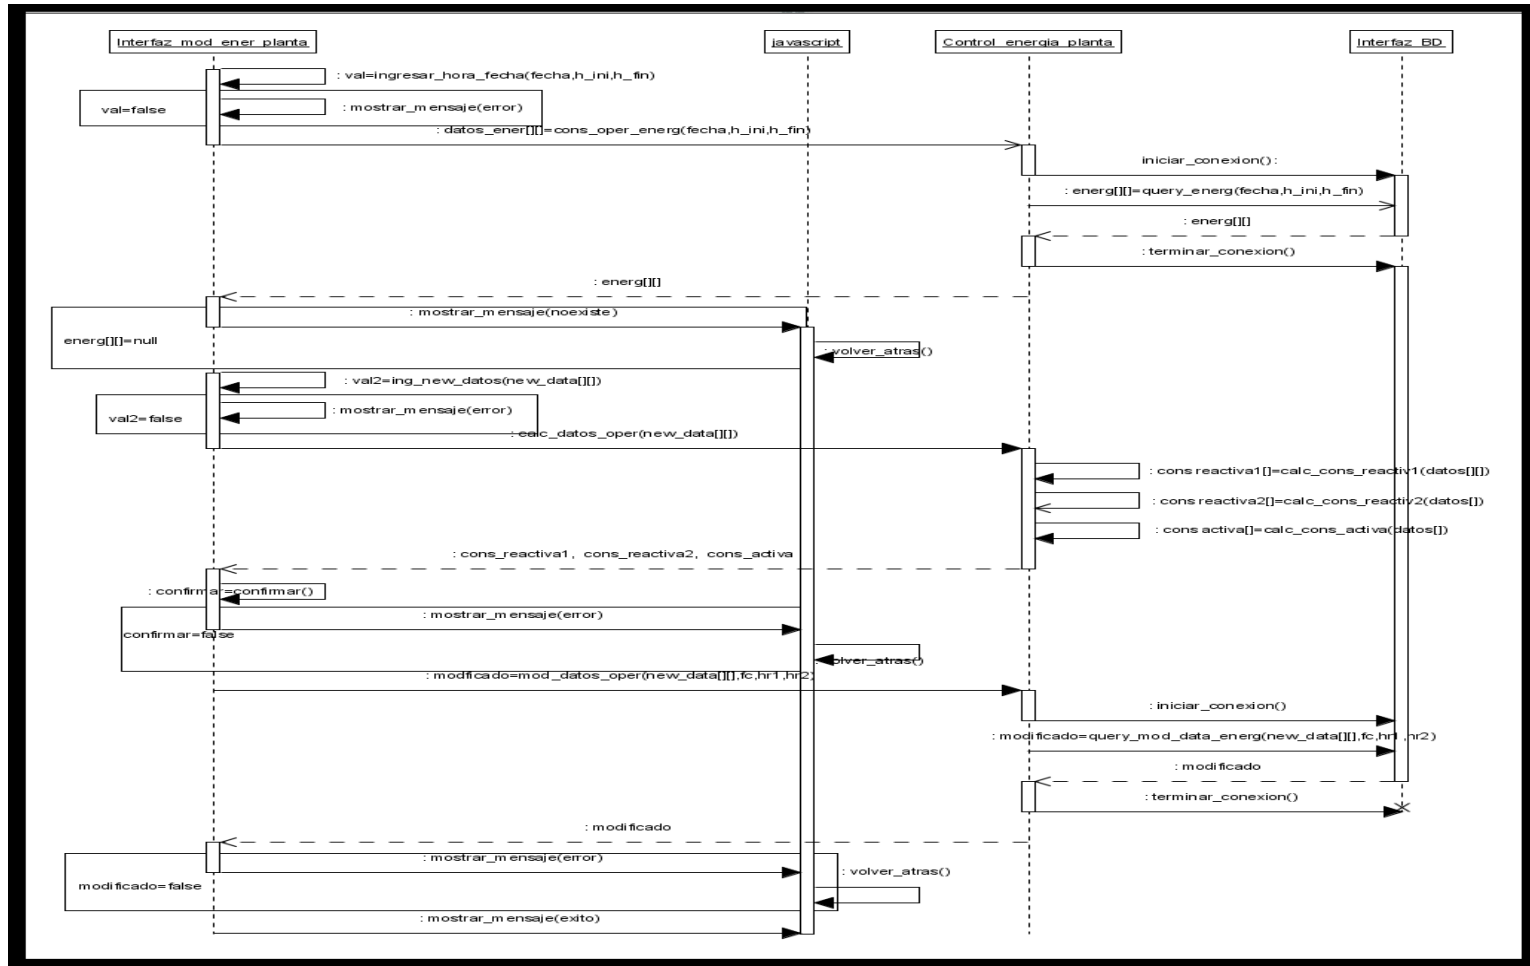 Interfaz_mod_ener_planta
javascript
Control_energia_planta
Interfaz_BD
: val=ingresar_hora_fecha(fecha,h_ini,h_fin)
val=false
: mostrar_mensaje(error)
: datos_ener[][]=cons_oper_energ(fecha,h_ini,h_fin)
iniciar_conexion():
: energ[][]=query_energ(fecha,h_ini,h_fin)
: energ[][]
: terminar_conexion()
: energ[][]
: mostrar_mensaje(noexiste)
energ[][]=null
: volver_atras()
: val2=ing_new_datos(new_data[][])
val2=false
: mostrar_mensaje(error)
: calc_datos_oper(new_data[][])
: cons reactiva1[]=calc_cons_reactiv1(datos[][])
: cons reactiva2[]=calc_cons_reactiv2(datos[])
: cons activa[]=calc_cons_activa(datos[])
: cons_reactiva1, cons_reactiva2, cons_activa
: confirmar=confirmar()
: mostrar_mensaje(error)
confirmar=false
: volver_atras()
: modficado=mod_datos_oper(new_data[][],fc,hr1,hr2)
: iniciar_conexion()
: modificado=query_mod_data_energ(new_data[][],fc,hr1,hr2)
: modificado
: terminar_conexion()
: modificado
: mostrar_mensaje(error)
: volver_atras()
modificado=false
: mostrar_mensaje(exito)